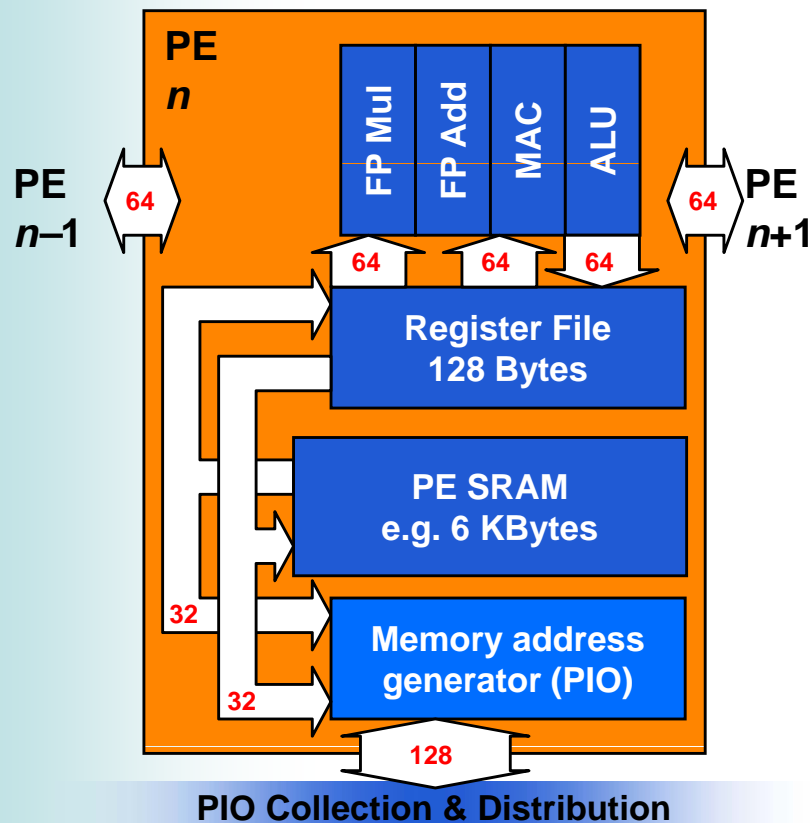 PE
n
FP Mul
FP Add
MAC
ALU
PE
n–1
64
64
PE
n+1
64
64
64
Register File
128 Bytes
PE SRAM
e.g. 6 KBytes
32
Memory address
generator (PIO)
32
128
PIO Collection & Distribution